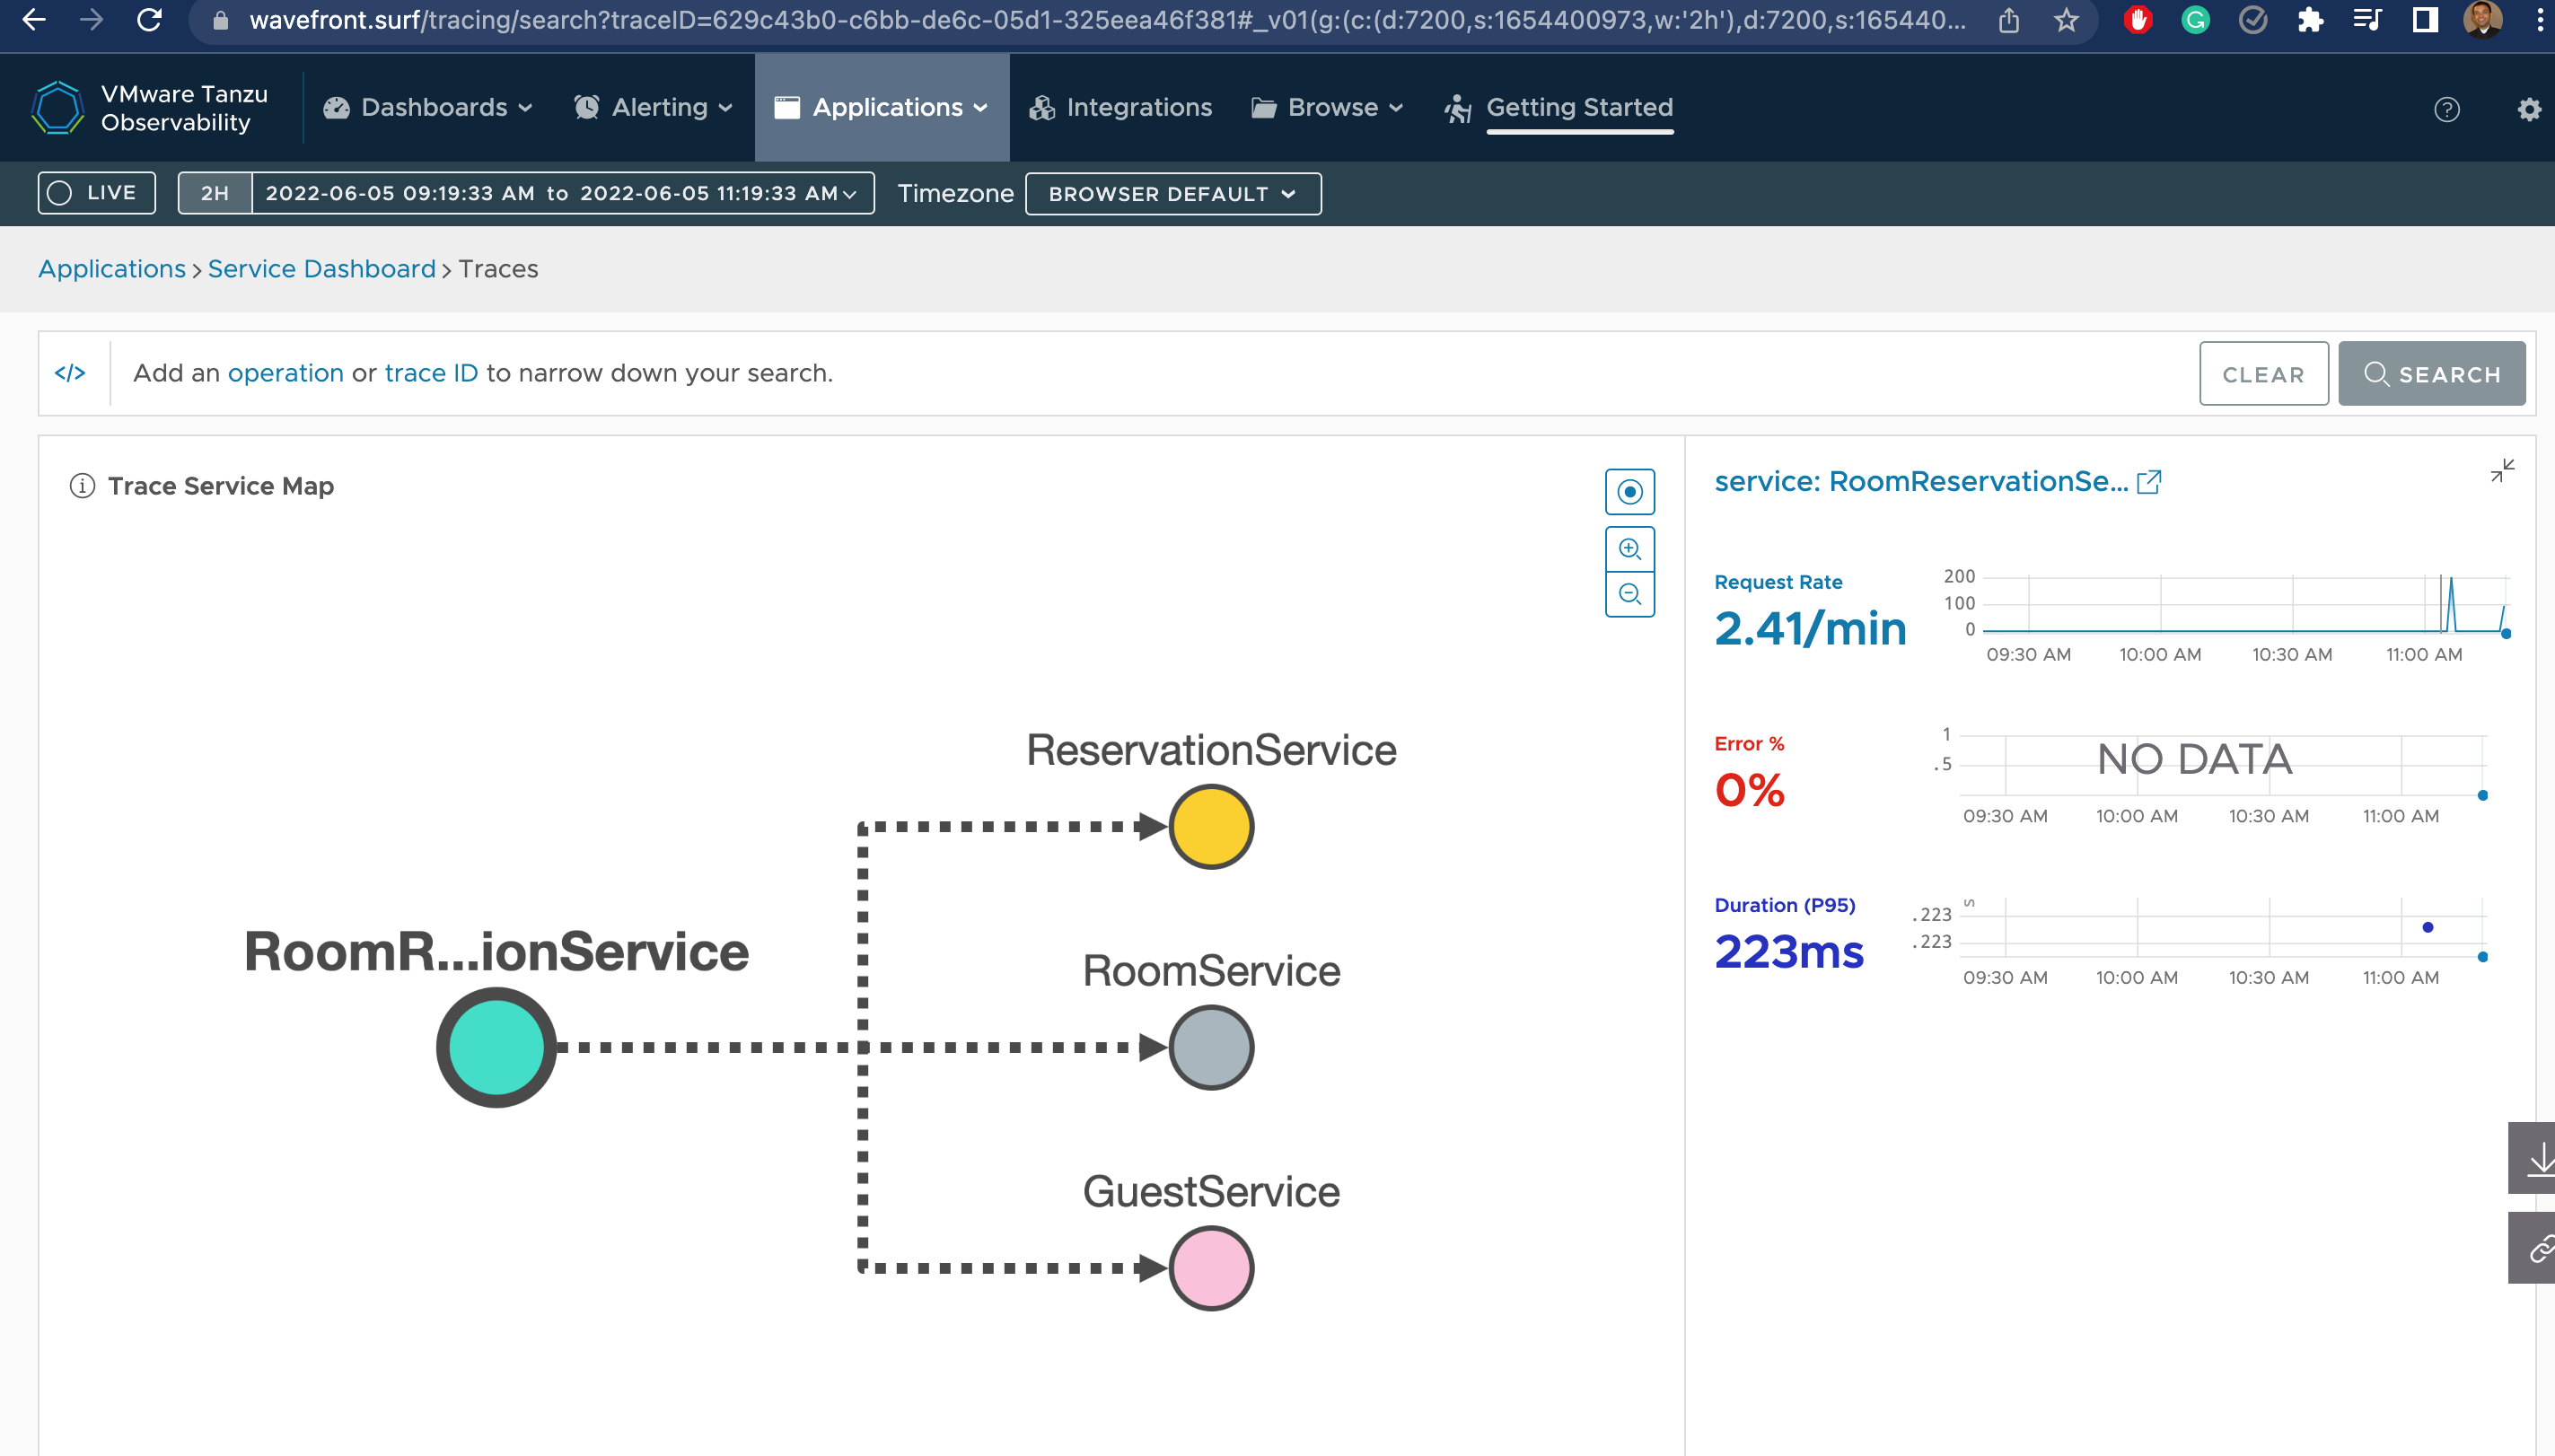 wavefront.surf/tracing/search?traceID=629c43b0-c6bb-de6c-05d1-325eea46f381#_v01(g:(c:(d:7200,s:1654400973,w:'2h'),d:7200,s:165440...
VMware Tanzu
Observability
Dashboards
Alerting
Applications
Integrations
Browse
Getting Started
LIVE
2H
2022-06-05 09:19:33 AM to 2022-06-05 11:19:33 AM
Timezone
BROWSER DEFAULT
Applications > Service Dashboard > Traces
</> Add an operation or trace ID to narrow down your search.
CLEAR
SEARCH
Trace Service Map
RoomR...ionService
ReservationService
RoomService
GuestService
service: RoomReservationSe...
Request Rate
2.41/min
200
100
0
09:30 AM 10:00 AM 10:30 AM 11:00 AM
Error %
0%
1
.5
NO DATA
09:30 AM 10:00 AM 10:30 AM 11:00 AM
Duration (P95)
223ms
s
.223
.223
09:30 AM 10:00 AM 10:30 AM 11:00 AM